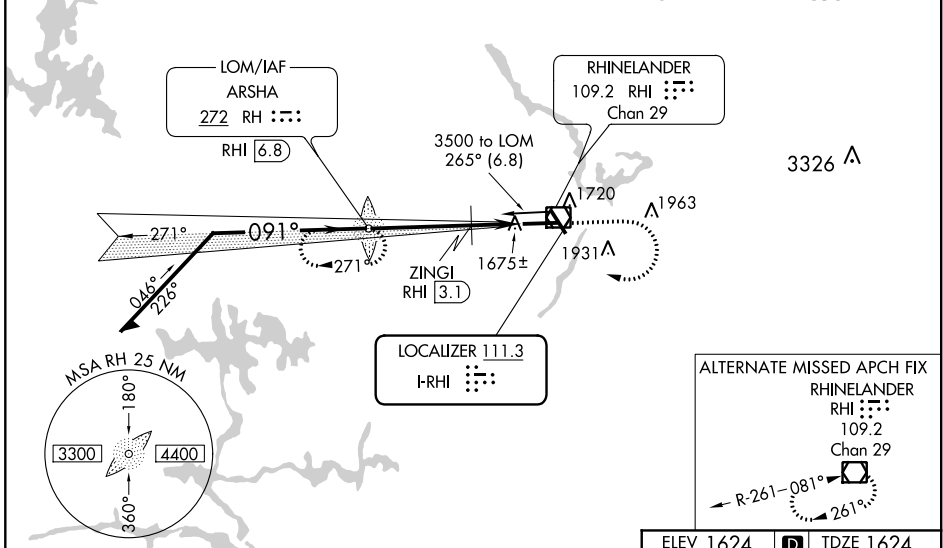 LOM/IAF
ARSHA
272 RH
RHI 6.8
3500 to LOM
265° (6.8)
RHINELANDER
109.2 RHI
Chan 29
3326
1720
1963
271°
091°
271°
1675±
1931
ZINGI
RHI 3.1
046°
226°
LOCALIZER 111.3
I-RHI
MSA RH 25 NM
180°
3300
4400
360°
ALTERNATE MISSED APCH FIX
RHINELANDER
RHI
109.2
Chan 29
R-261
081°
261°
ELEV 1624 D TDZE 1624